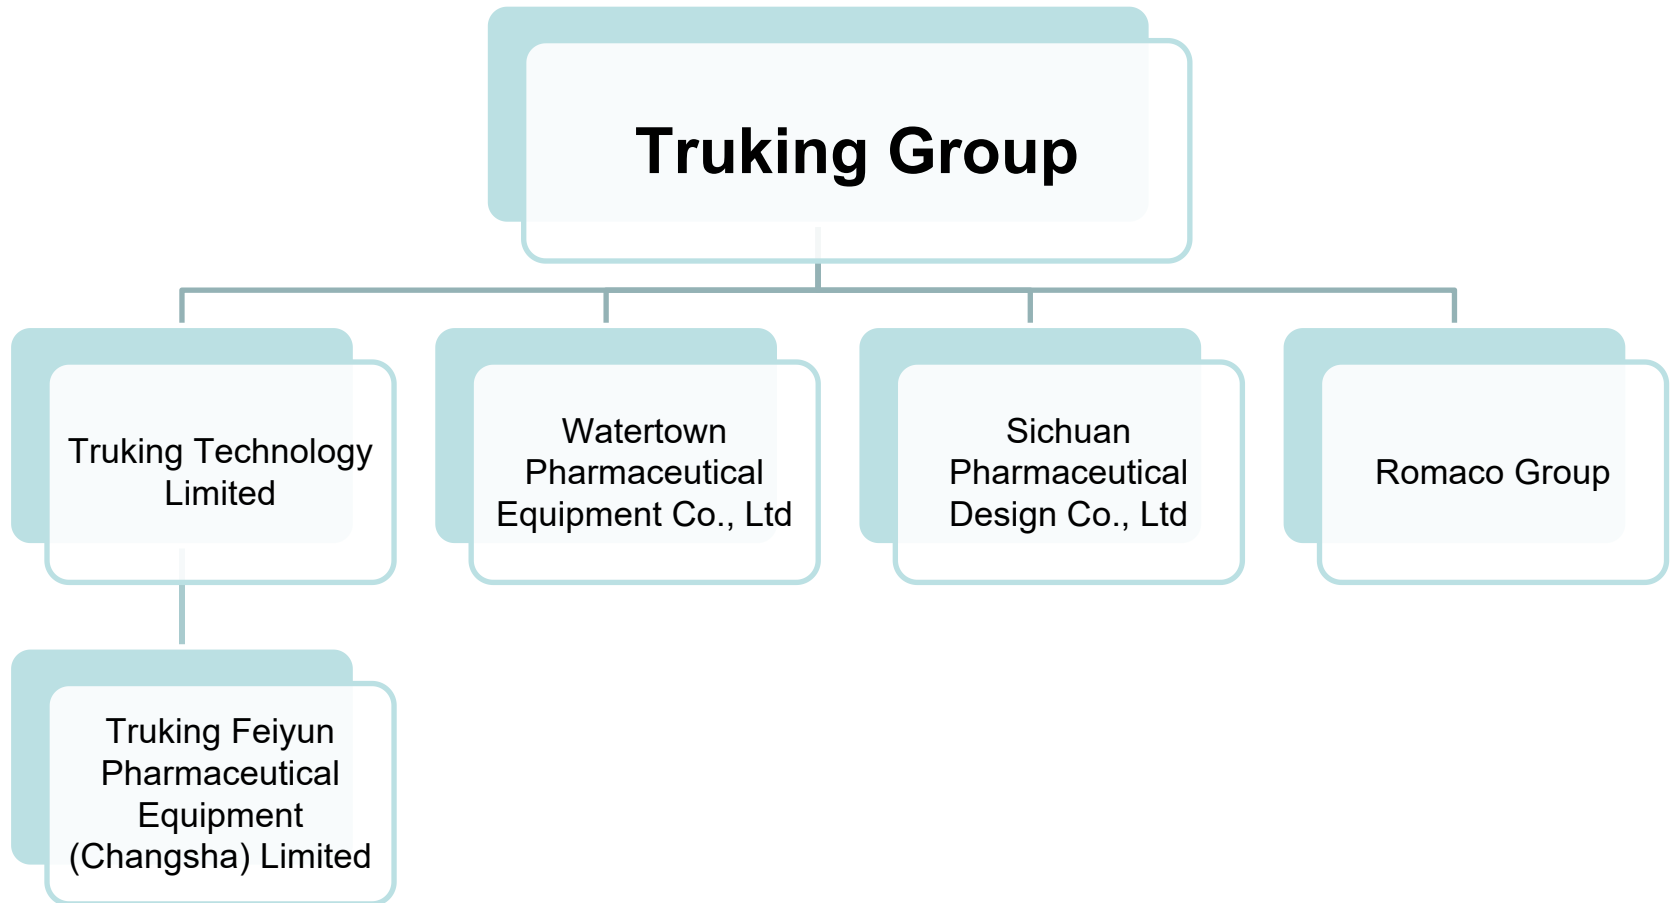 Truking Group
Truking Technology
Limited
Watertown
Pharmaceutical
Equipment Co., Ltd
Sichuan
Pharmaceutical
Design Co., Ltd
Romaco Group
Truking Feiyun
Pharmaceutical
Equipment
(Changsha) Limited